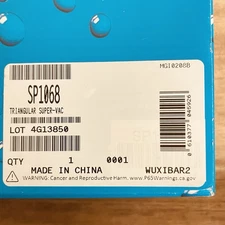 MGI0208B
SP1068
TRIANGULAR SUPER-VAC
LOT 4G13850
QTY 1 0001
MADE IN CHINA WUXIBAR2
WARNING: Cancer and Reproductive Harm. www.P65Warnings.ca.gov